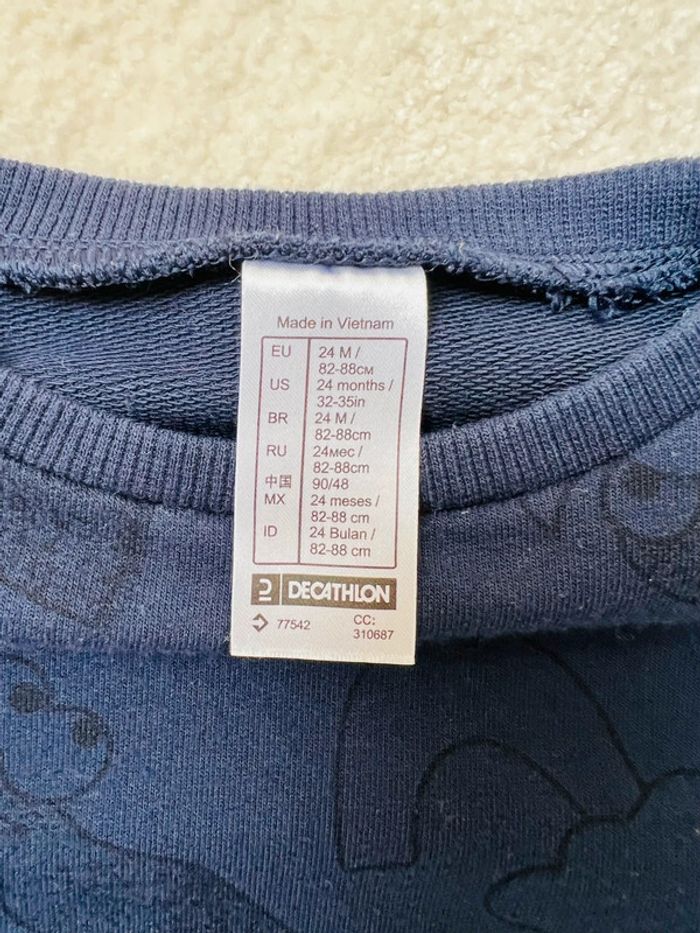 Made in Vietnam
EU 24 M /
82-88см
US 24 months /
32-35in
BR 24 M /
82-88cm
RU 24мес /
82-88cm
中国 90/48
MX 24 meses /
82-88 cm
ID 24 Bulan /
82-88 cm
DECATHLON
77542 CC:
310687